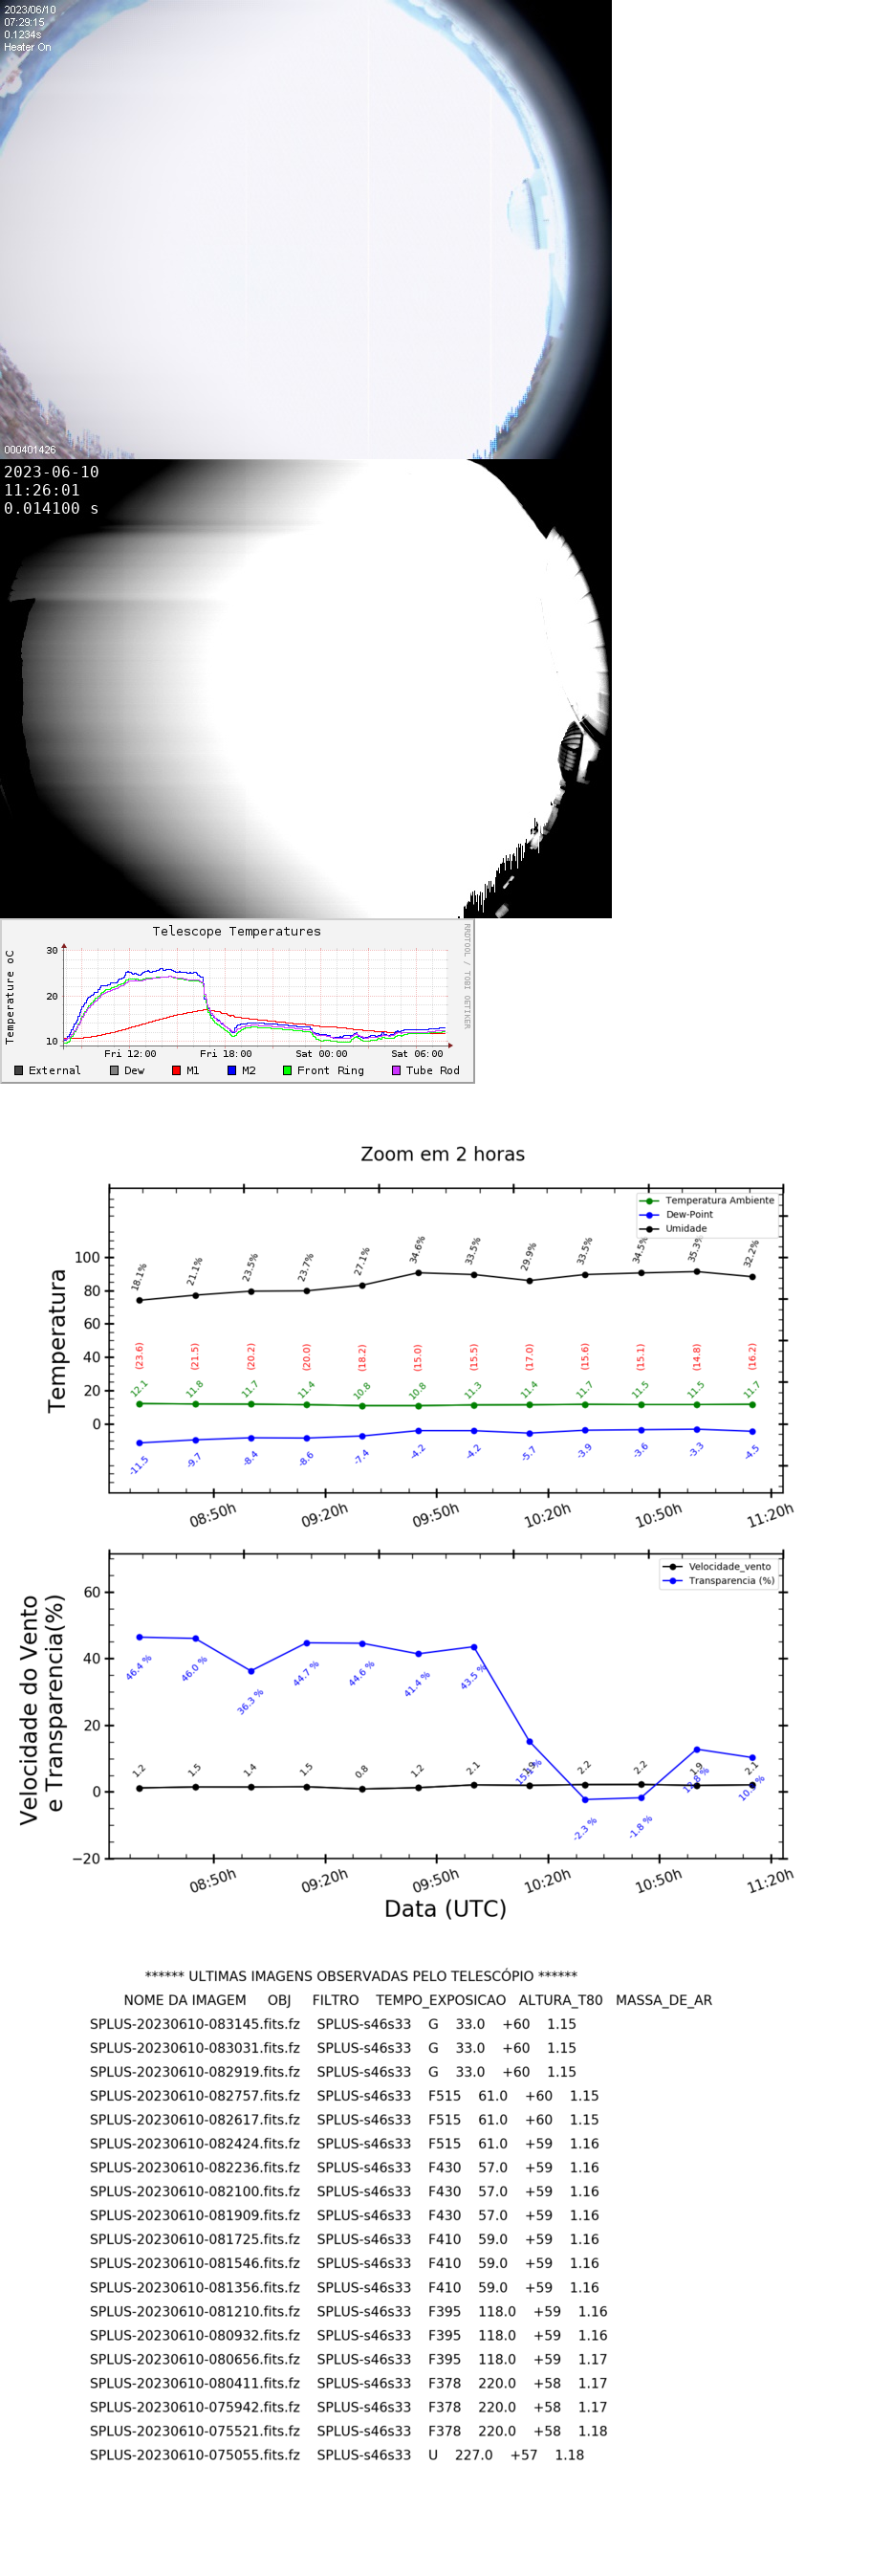 2023/06/10
07:29:15
0.1234s
Heater On
000401426
2023-06-10
11:26:01
0.014100 s
Telescope Temperatures
RRDTOOL / TOBI OETIKER
Temperature oC
30
20
10
Fri 12:00 Fri 18:00 Sat 00:00 Sat 06:00
External Dew M1 M2 Front Ring Tube Rod
Zoom em 2 horas
Temperatura Ambiente
Dew-Point
Umidade
Temperatura
100
80
60
40
20
0
18.1% 21.1% 23.5% 23.7% 27.1% 34.6% 33.5% 29.9% 33.5% 34.5% 35.3% 32.2%
(23.6) (21.5) (20.2) (20.0) (18.2) (15.0) (15.5) (17.0) (15.6) (15.1) (14.8) (16.2)
12.1 11.8 11.7 11.4 10.8 10.8 11.3 11.4 11.7 11.5 11.5 11.7
-11.5 -9.7 -8.4 -8.6 -7.4 -4.2 -4.2 -5.7 -3.9 -3.6 -3.3 -4.5
08:50h 09:20h 09:50h 10:20h 10:50h 11:20h
Velocidade_vento
Transparencia (%)
Velocidade do Vento
e Transparencia(%)
60
40
20
0
−20
46.4 % 46.0 % 36.3 % 44.7 % 44.6 % 41.4 % 43.5 % -2.3 % -1.8 %
1.2 1.5 1.4 1.5 0.8 1.2 2.1 2.2 2.2 1.9 2.1
08:50h 09:20h 09:50h 10:20h 10:50h 11:20h
Data (UTC)
****** ULTIMAS IMAGENS OBSERVADAS PELO TELESCÓPIO ******
NOME DA IMAGEM OBJ FILTRO TEMPO_EXPOSICAO ALTURA_T80 MASSA_DE_AR
SPLUS-20230610-083145.fits.fz SPLUS-s46s33 G 33.0 +60 1.15
SPLUS-20230610-083031.fits.fz SPLUS-s46s33 G 33.0 +60 1.15
SPLUS-20230610-082919.fits.fz SPLUS-s46s33 G 33.0 +60 1.15
SPLUS-20230610-082757.fits.fz SPLUS-s46s33 F515 61.0 +60 1.15
SPLUS-20230610-082617.fits.fz SPLUS-s46s33 F515 61.0 +60 1.15
SPLUS-20230610-082424.fits.fz SPLUS-s46s33 F515 61.0 +59 1.16
SPLUS-20230610-082236.fits.fz SPLUS-s46s33 F430 57.0 +59 1.16
SPLUS-20230610-082100.fits.fz SPLUS-s46s33 F430 57.0 +59 1.16
SPLUS-20230610-081909.fits.fz SPLUS-s46s33 F430 57.0 +59 1.16
SPLUS-20230610-081725.fits.fz SPLUS-s46s33 F410 59.0 +59 1.16
SPLUS-20230610-081546.fits.fz SPLUS-s46s33 F410 59.0 +59 1.16
SPLUS-20230610-081356.fits.fz SPLUS-s46s33 F410 59.0 +59 1.16
SPLUS-20230610-081210.fits.fz SPLUS-s46s33 F395 118.0 +59 1.16
SPLUS-20230610-080932.fits.fz SPLUS-s46s33 F395 118.0 +59 1.16
SPLUS-20230610-080656.fits.fz SPLUS-s46s33 F395 118.0 +59 1.17
SPLUS-20230610-080411.fits.fz SPLUS-s46s33 F378 220.0 +58 1.17
SPLUS-20230610-075942.fits.fz SPLUS-s46s33 F378 220.0 +58 1.17
SPLUS-20230610-075521.fits.fz SPLUS-s46s33 F378 220.0 +58 1.18
SPLUS-20230610-075055.fits.fz SPLUS-s46s33 U 227.0 +57 1.18